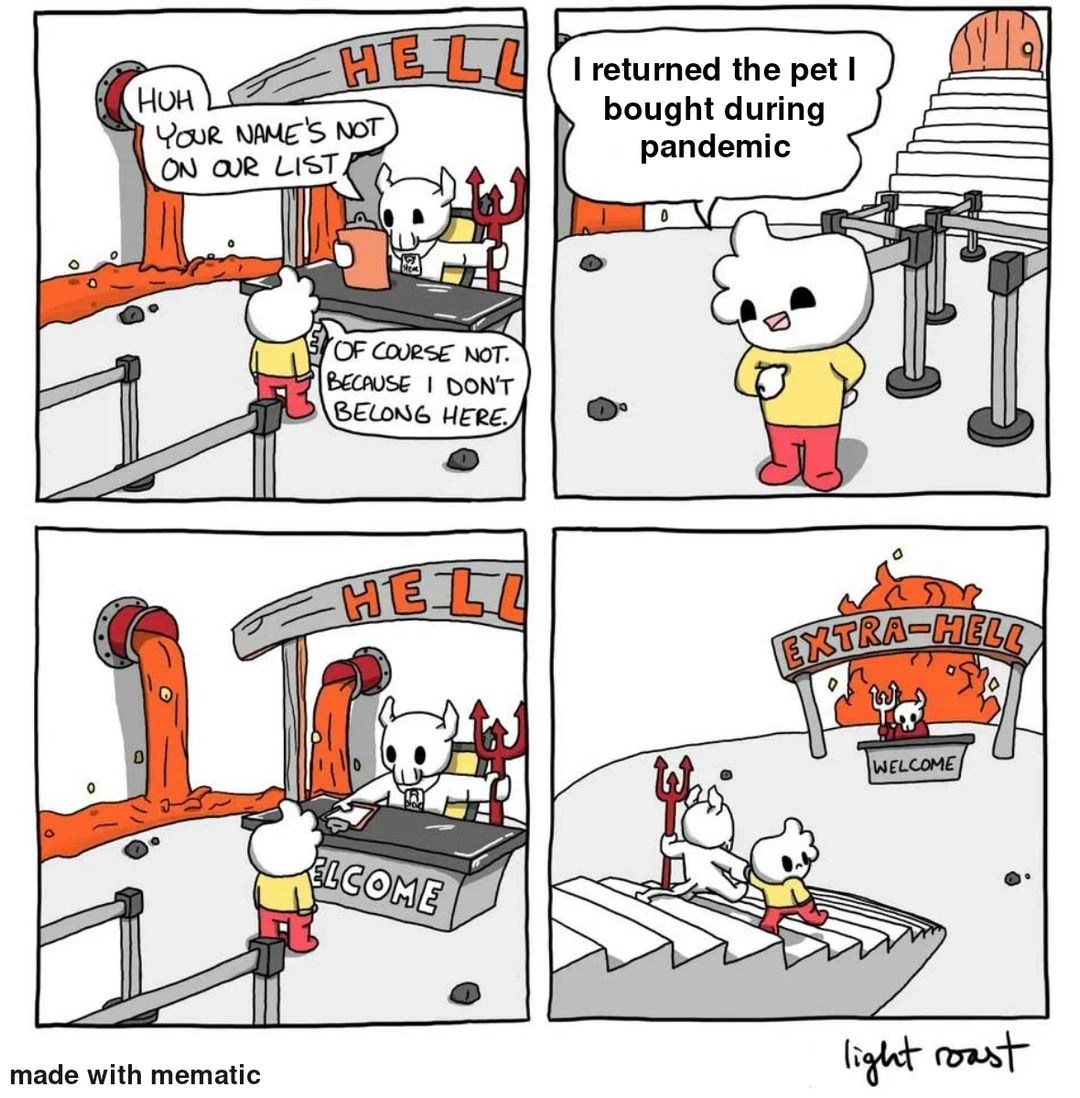 HELL
HUH
YOUR NAME'S NOT
ON OUR LIST
OF COURSE NOT.
BECAUSE I DON'T
BELONG HERE.
I returned the pet I
bought during
pandemic
HELL
ELCOME
EXTRA-HELL
WELCOME
light roast
made with mematic